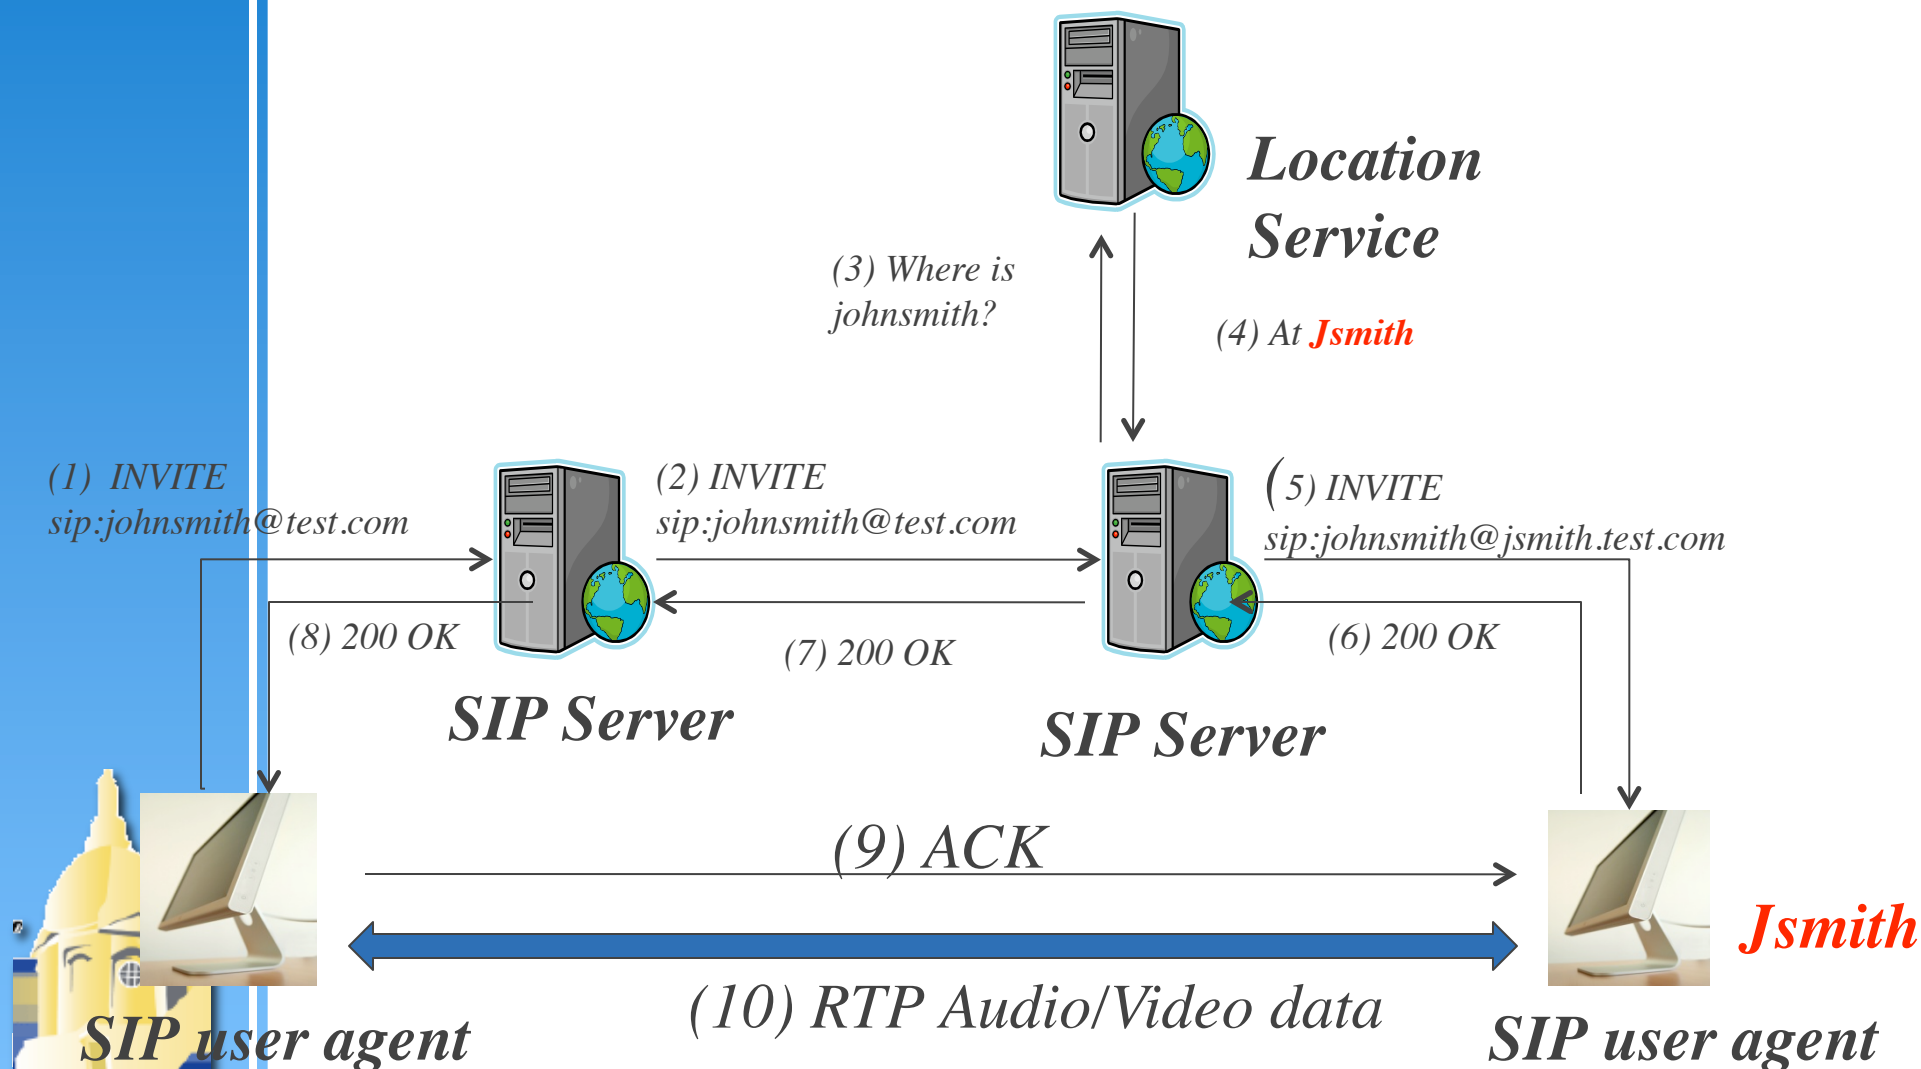 Location
Service
(3) Where is
johnsmith?
(4) At Jsmith
(1) INVITE
sip:johnsmith@test.com
(2) INVITE
sip:johnsmith@test.com
(5) INVITE
sip:johnsmith@jsmith.test.com
(8) 200 OK
(7) 200 OK
(6) 200 OK
SIP Server
SIP Server
(9) ACK
Jsmith
(10) RTP Audio/Video data
SIP user agent
SIP user agent